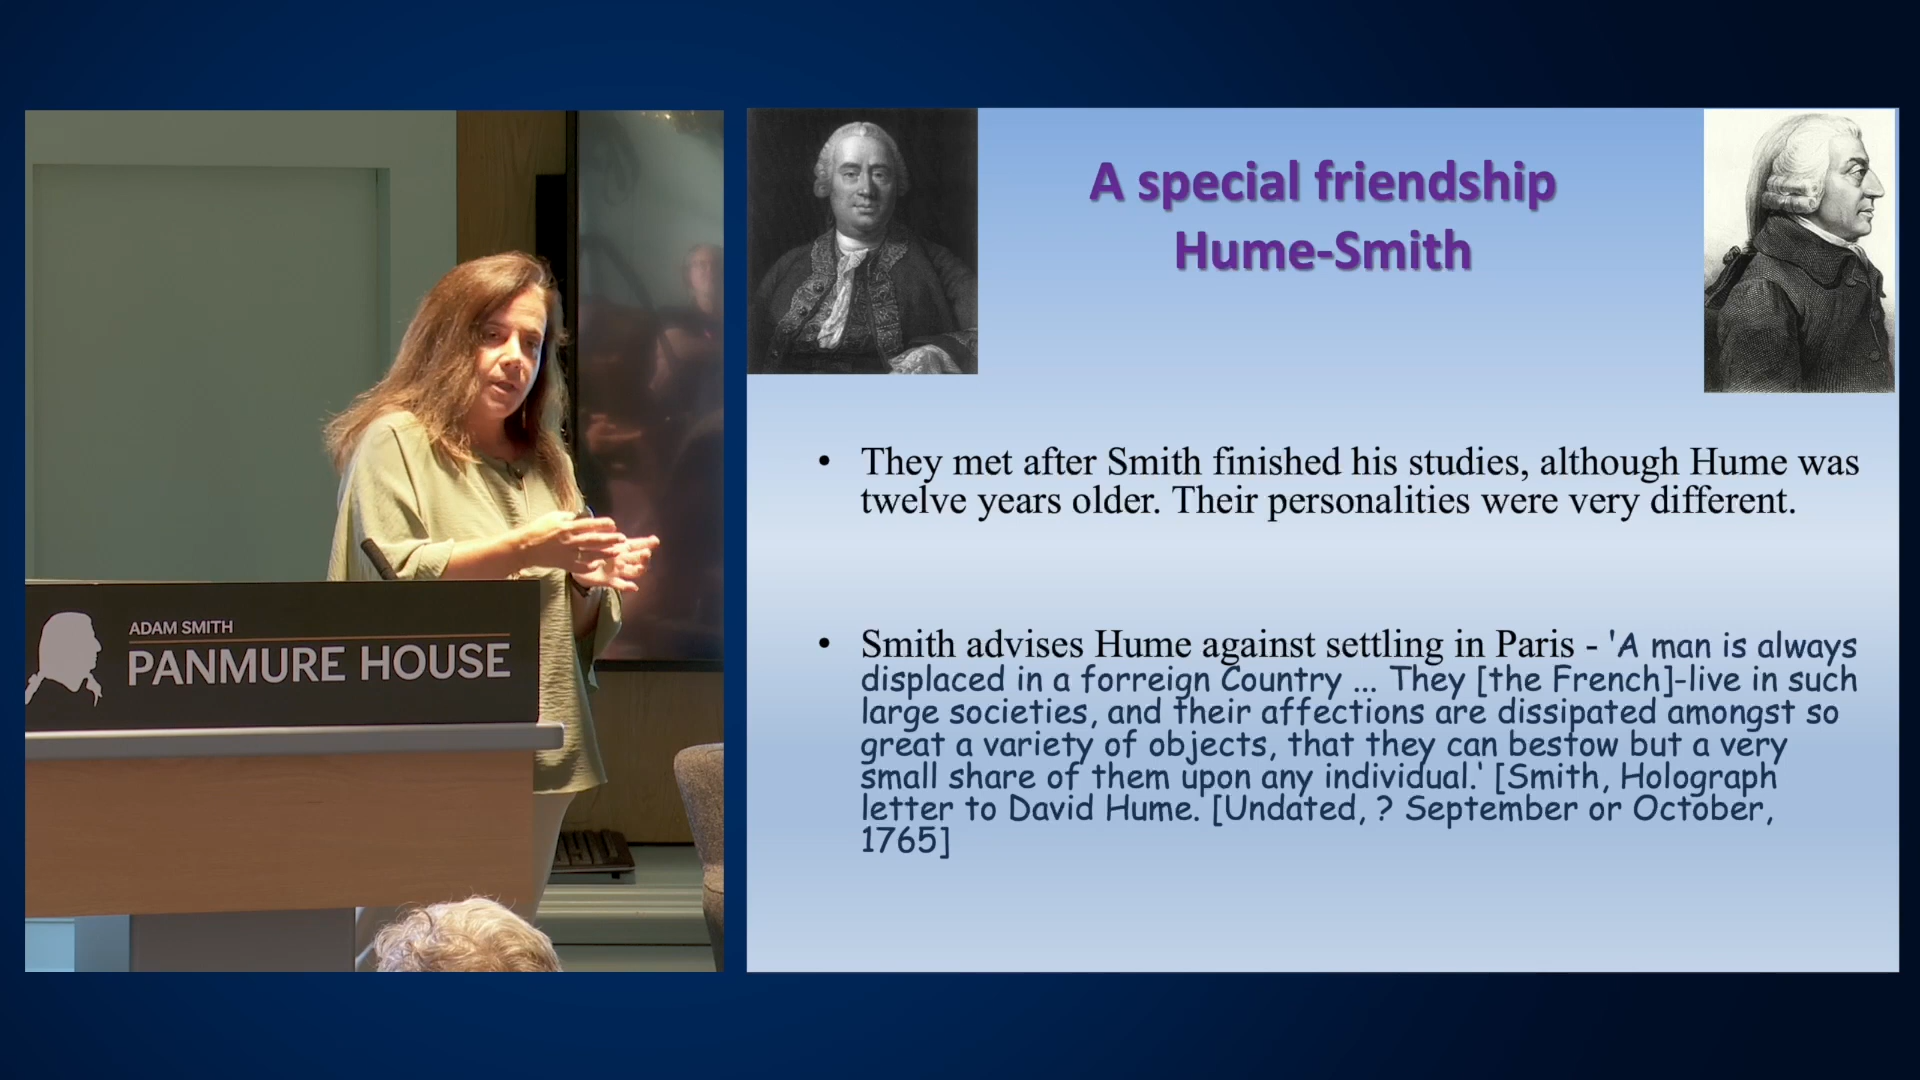 ADAM SMITH
PANMURE HOUSE
A special friendship
Hume-Smith
• They met after Smith finished his studies, although Hume was
twelve years older. Their personalities were very different.
• Smith advises Hume against settling in Paris - 'A man is always
displaced in a forreign Country ... They [the French]-live in such
large societies, and their affections are dissipated amongst so
great a variety of objects, that they can bestow but a very
small share of them upon any individual.' [Smith, Holograph
letter to David Hume. [Undated, ? September or October,
1765]